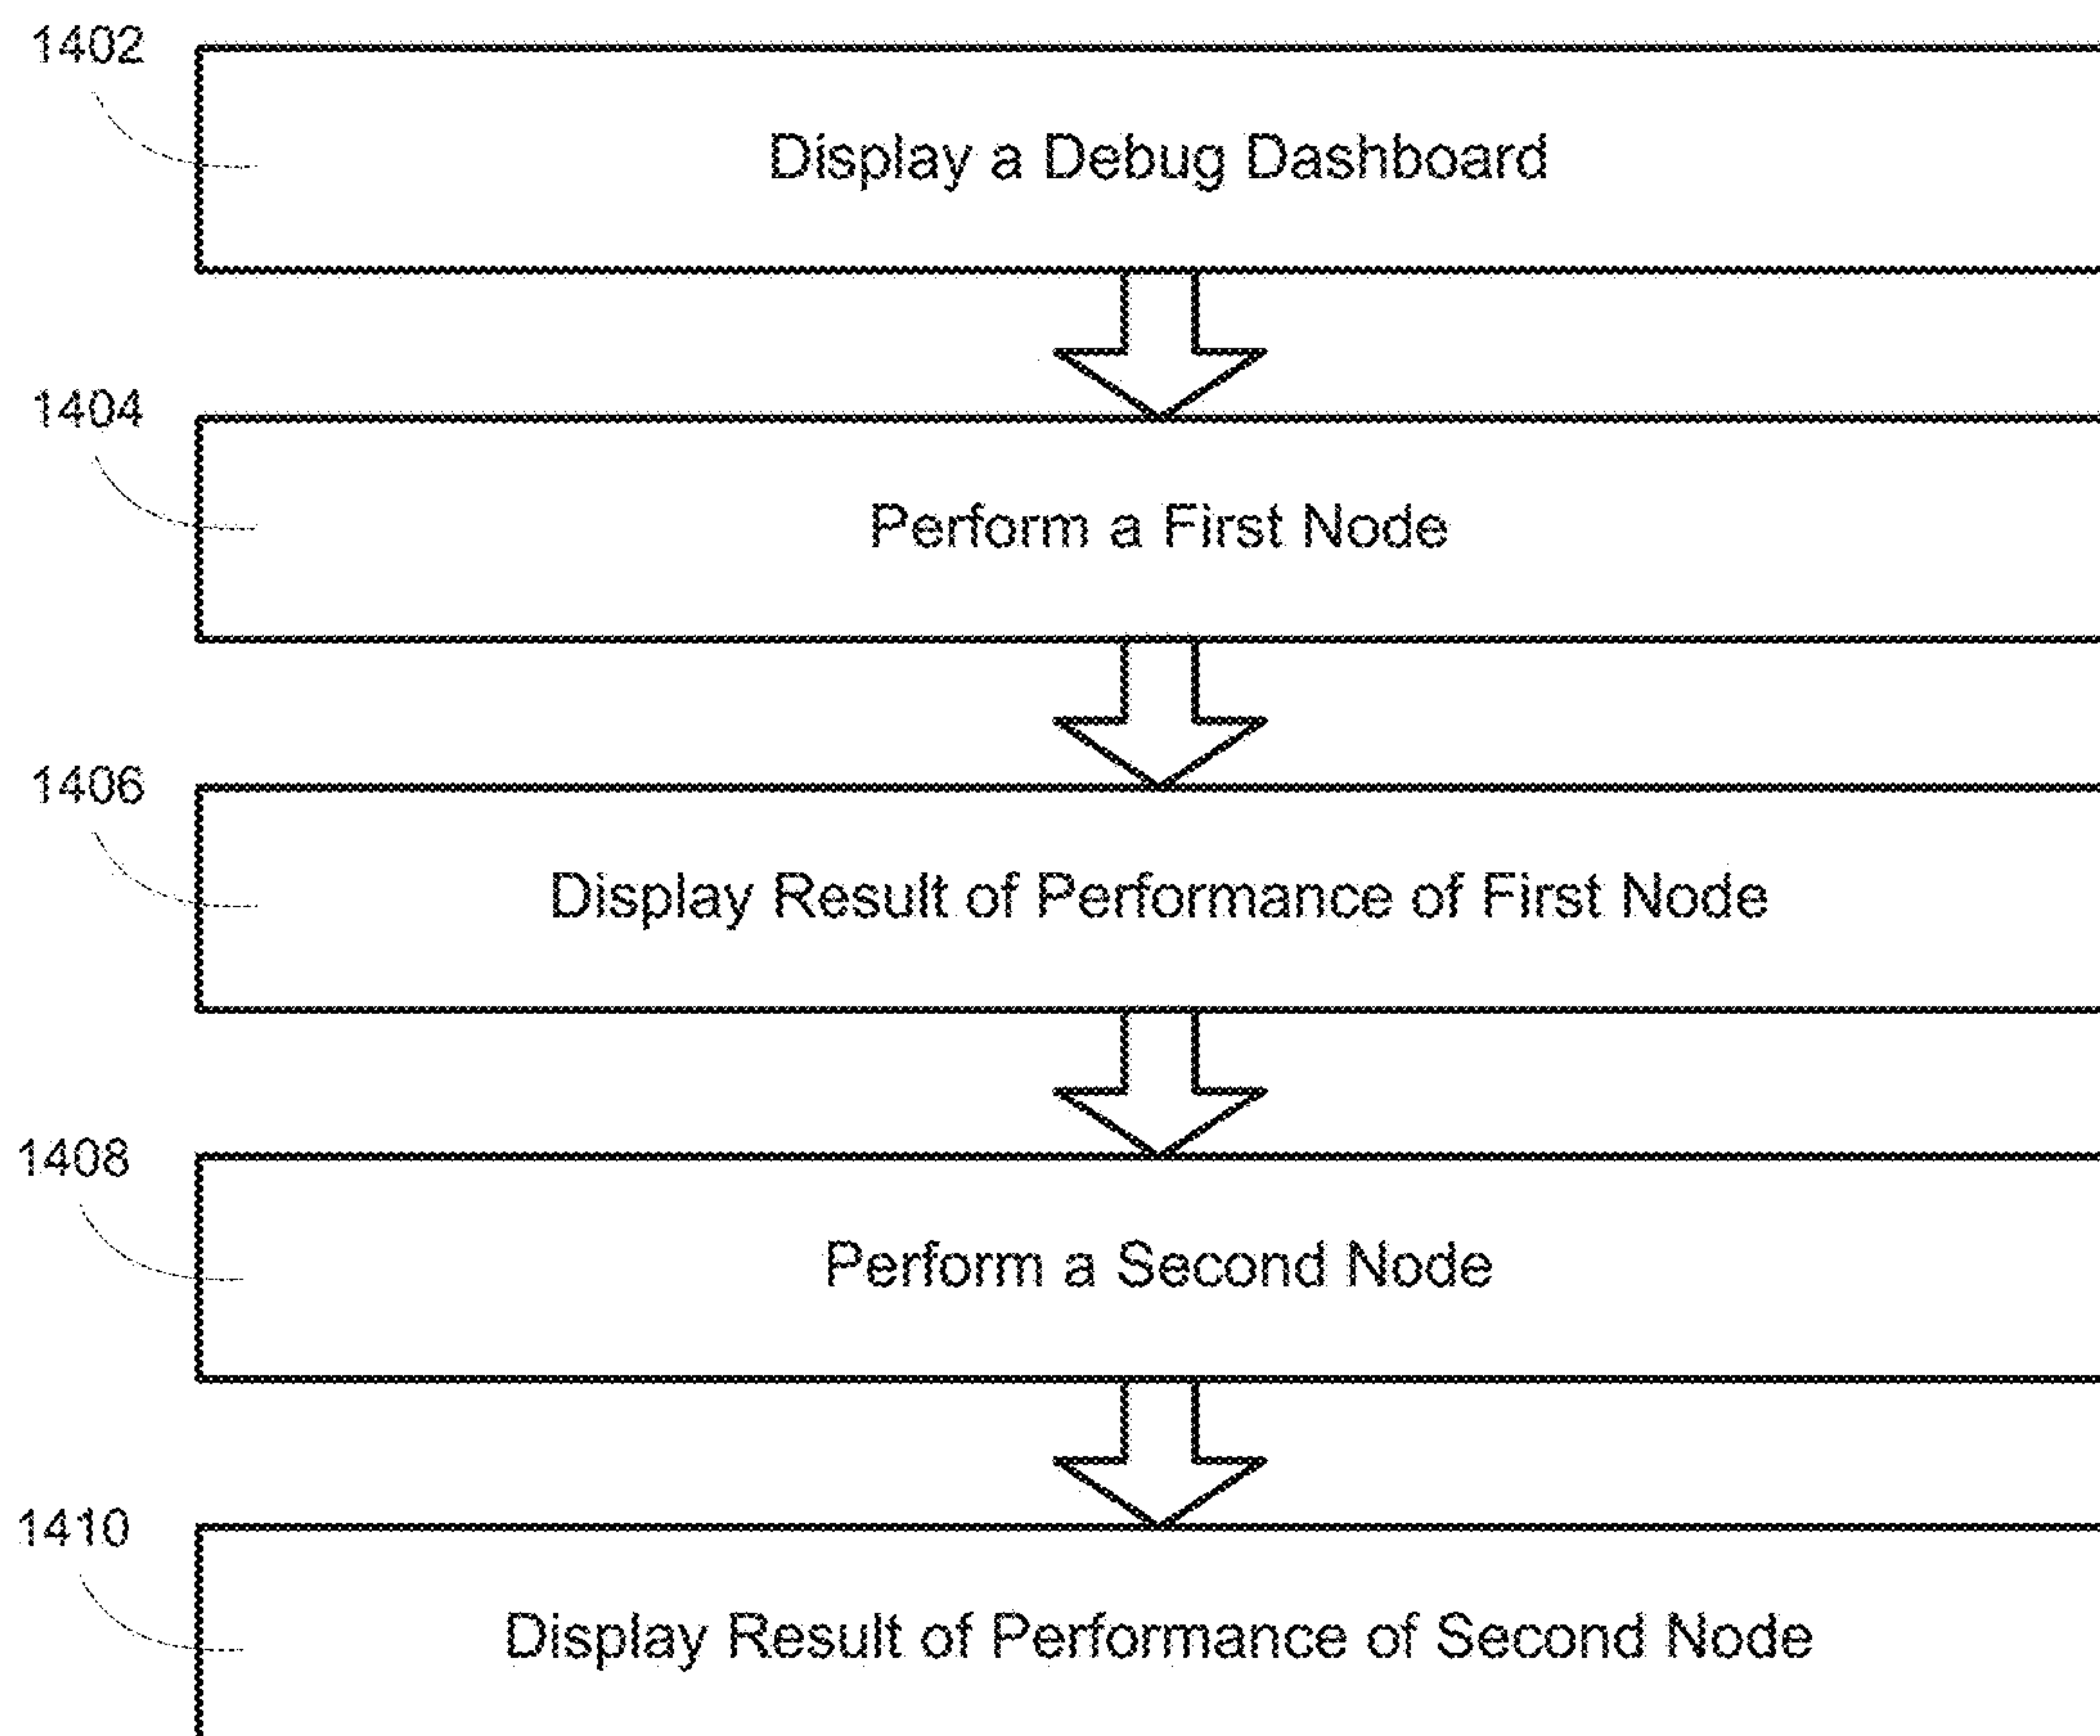 1402
Display a Debug Dashboard
1404
Perform a First Node
1406
Display Result of Performance of First Node
1408
Perform a Second Node
1410
Display Result of Performance of Second Node